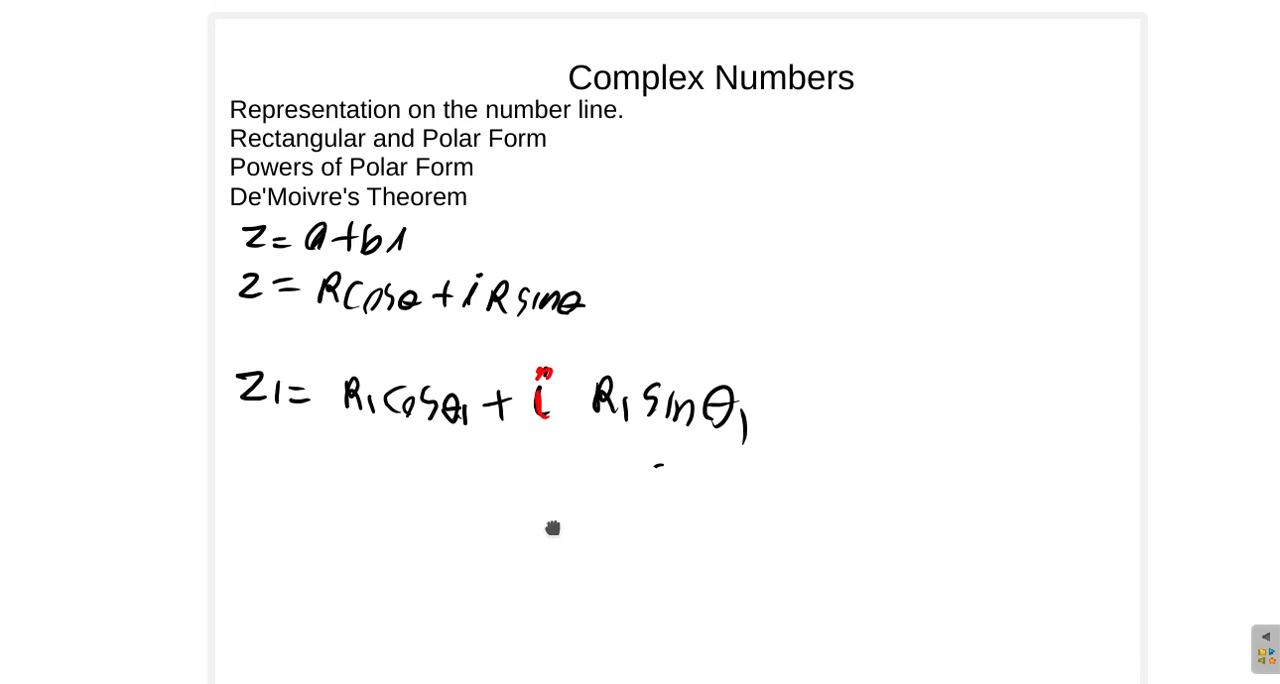 Complex Numbers
Representation on the number line.
Rectangular and Polar Form
Powers of Polar Form
De'Moivre's Theorem
z = a+bi
z = Rcosθ + i R sinθ
z1 = R1 cosθ1 + i R1 sinθ1